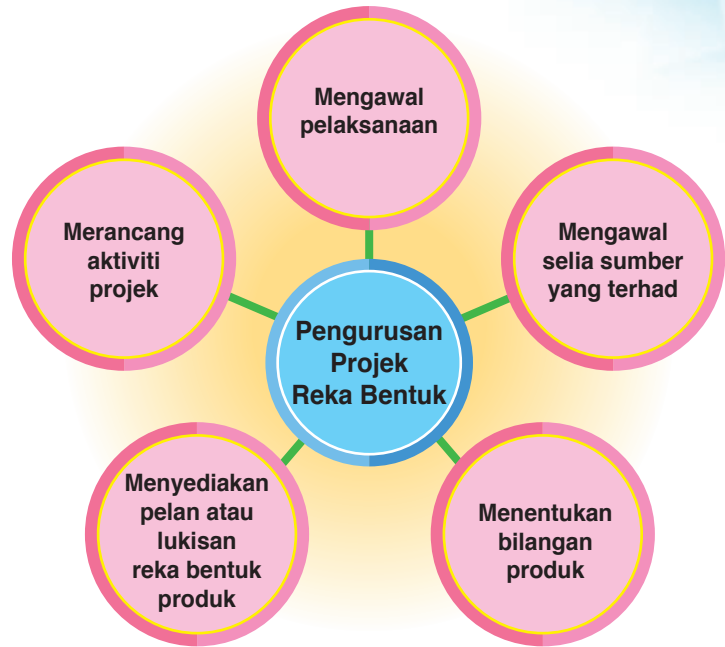 Mengawal
pelaksanaan
Merancang
aktiviti
projek
Mengawal
selia sumber
yang terhad
Pengurusan
Projek
Reka Bentuk
Menyediakan
pelan atau
lukisan
reka bentuk
produk
Menentukan
bilangan
produk